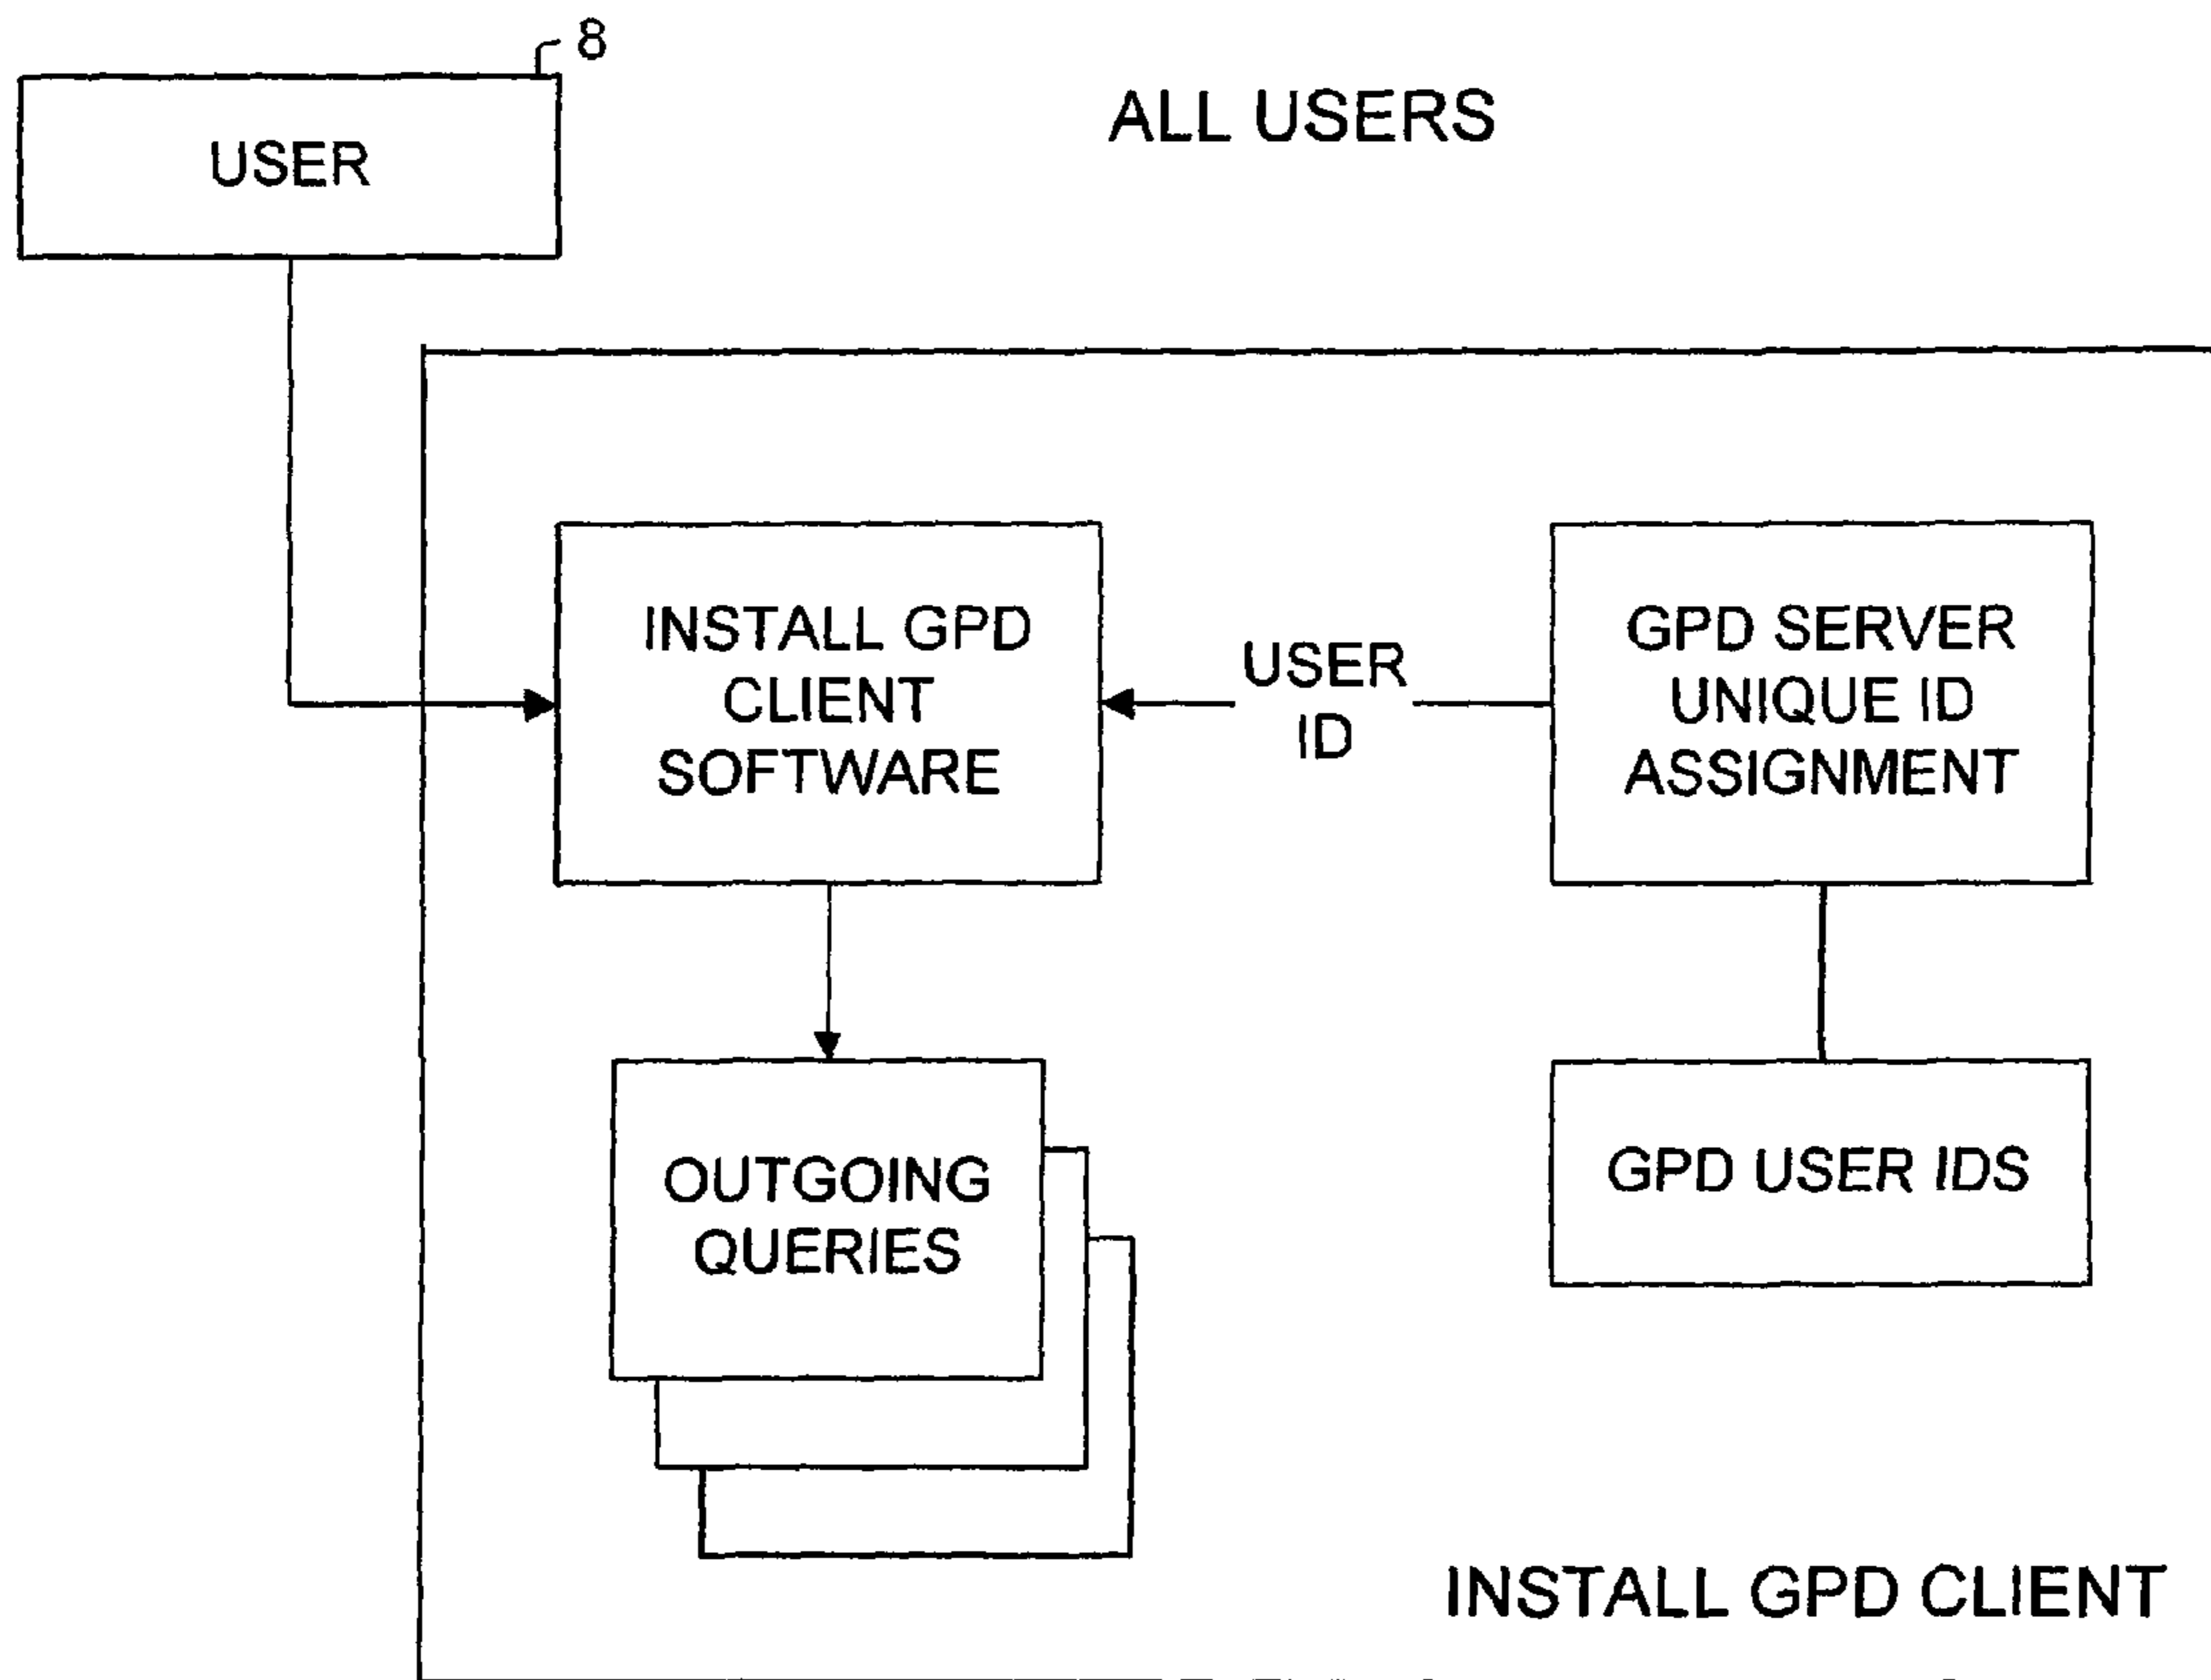 8
USER
ALL USERS
INSTALL GPD
CLIENT
SOFTWARE
USER
ID
GPD SERVER
UNIQUE ID
ASSIGNMENT
OUTGOING
QUERIES
GPD USER IDS
INSTALL GPD CLIENT